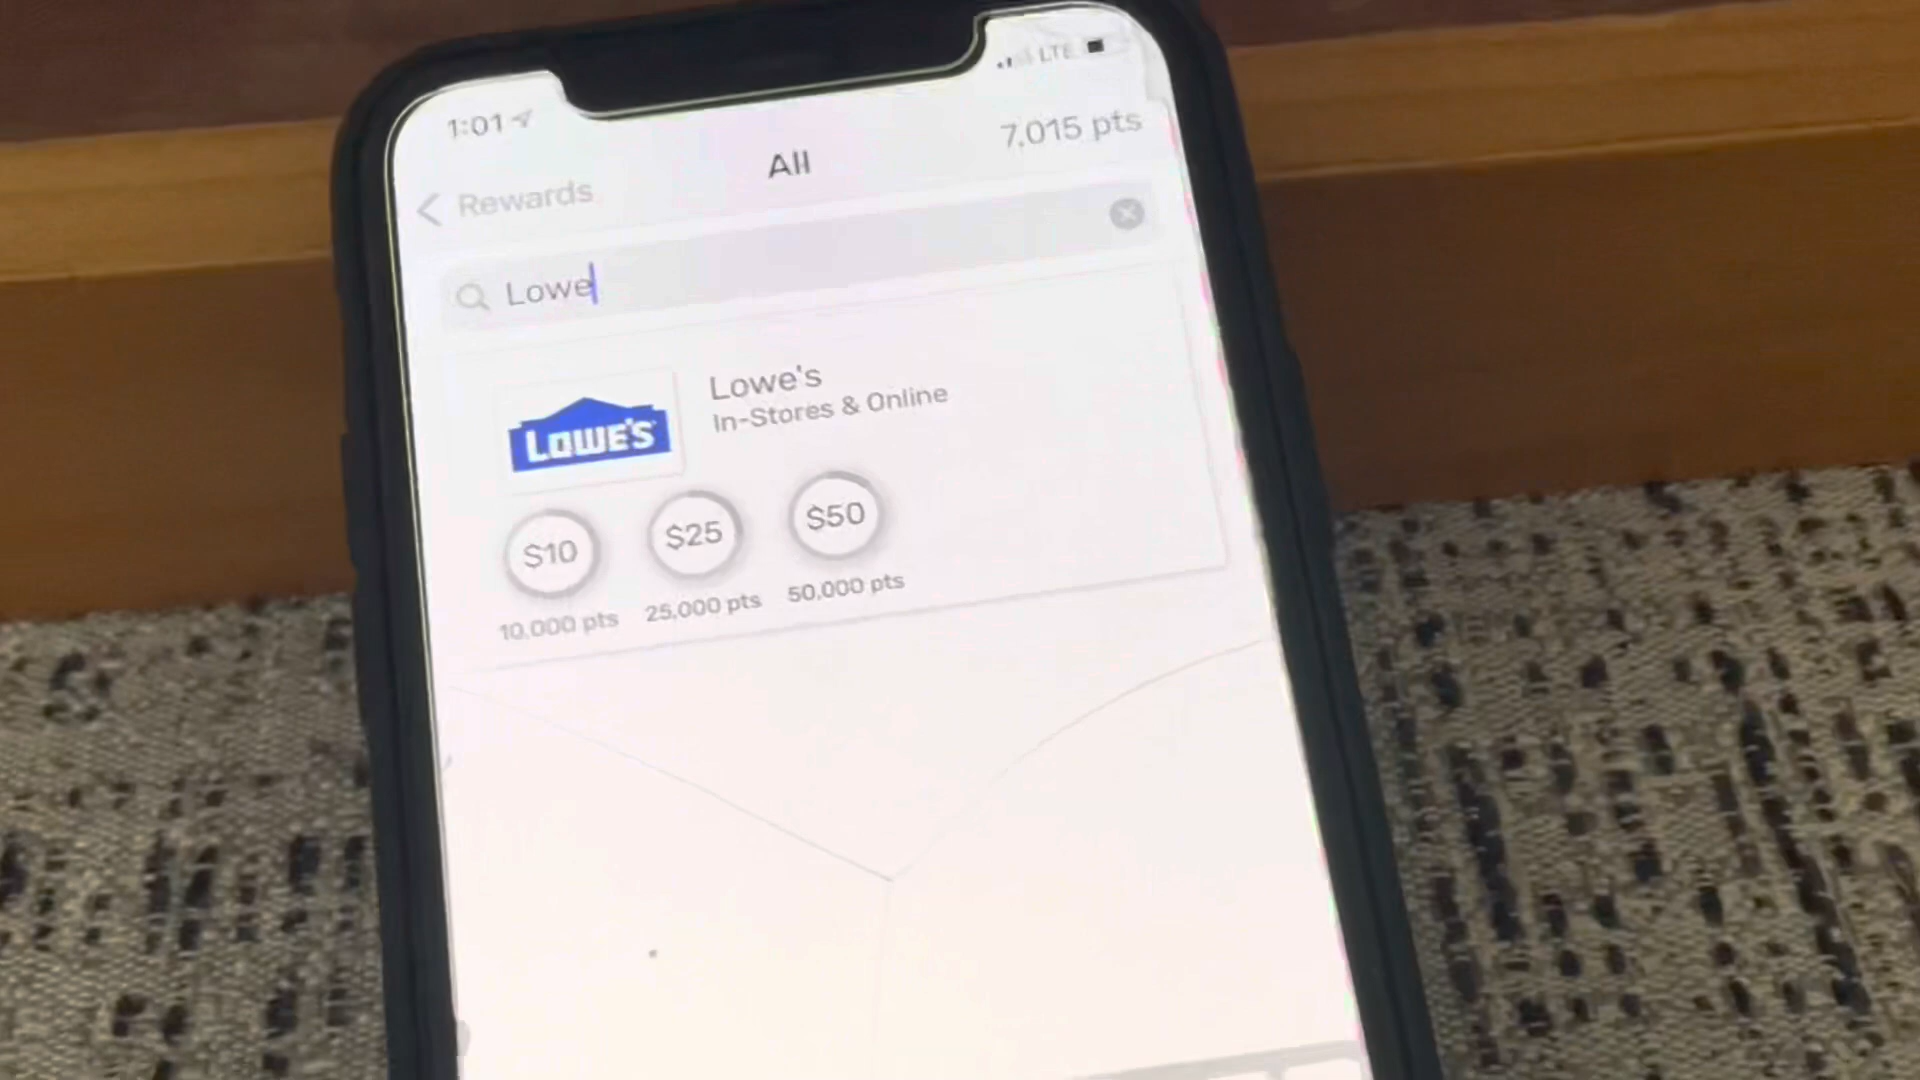 1:01
LTE
7,015 pts
All
Rewards
Lowe
LOWE'S
Lowe's
In-Stores & Online
$10
$25
$50
10,000 pts
25,000 pts
50,000 pts